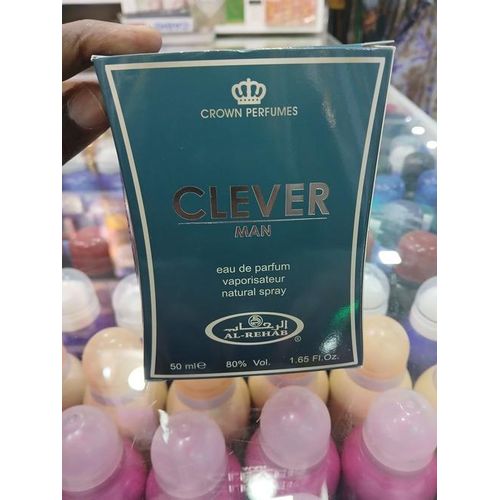 CROWN PERFUMES
CLEVER
MAN
eau de parfum
vaporisateur
natural spray
الرحاب
AL-REHAB ®
50 ml℮ 80% Vol. 1.65 Fl.Oz.